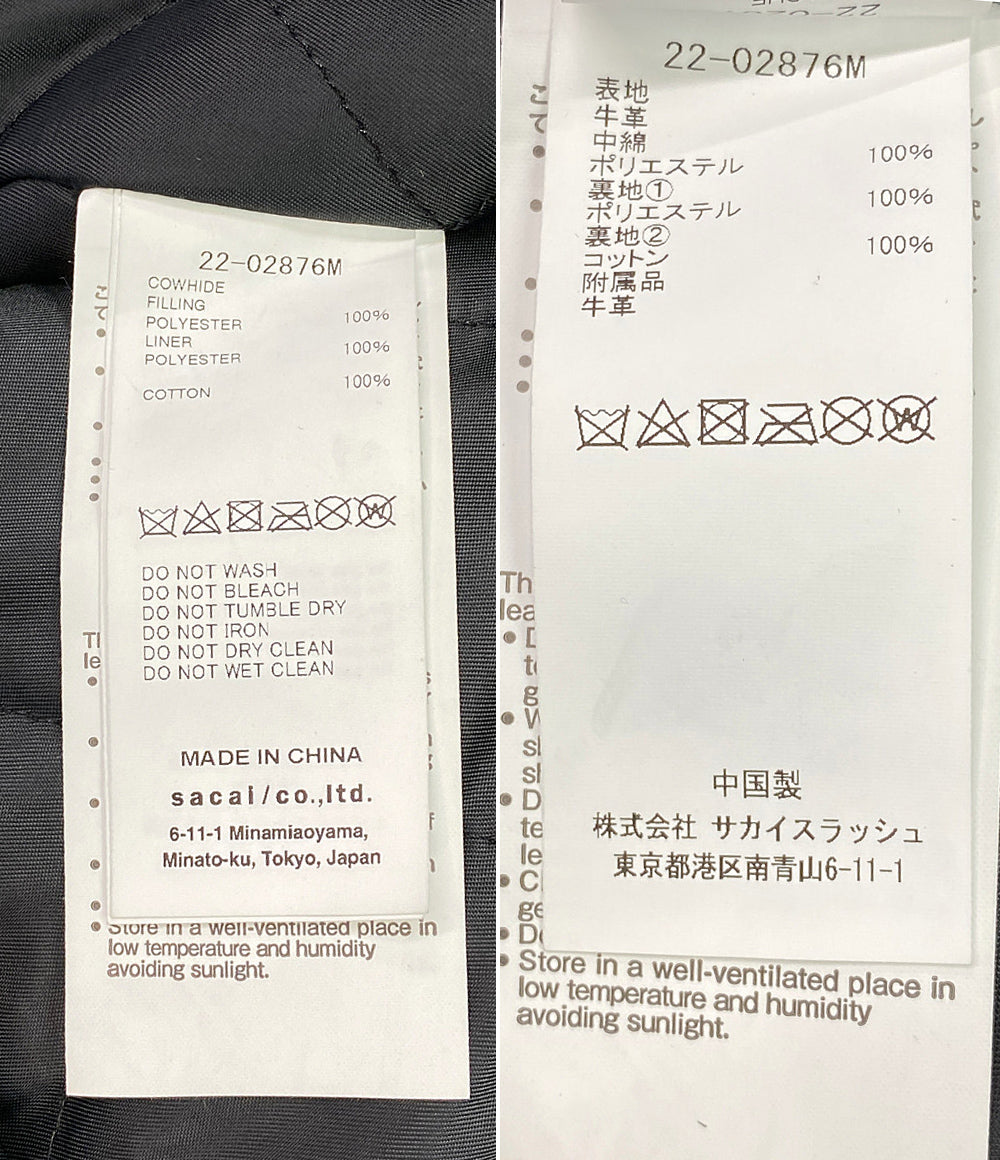 22-02876M
COWHIDE
FILLING
POLYESTER 100%
LINER
POLYESTER 100%
COTTON 100%
DO NOT WASH
DO NOT BLEACH
DO NOT TUMBLE DRY
DO NOT IRON
DO NOT DRY CLEAN
DO NOT WET CLEAN
MADE IN CHINA
sacai/co.,ltd.
6-11-1 Minamiaoyama,
Minato-ku, Tokyo, Japan
Store in a well-ventilated place in
low temperature and humidity
avoiding sunlight.
22-02876M
表地
牛革
中綿
ポリエステル 100%
裏地①
ポリエステル 100%
裏地②
コットン 100%
附属品
牛革
W
中国製
株式会社 サカイスラッシュ
東京都港区南青山6-11-1
Store in a well-ventilated place in
low temperature and humidity
avoiding sunlight.